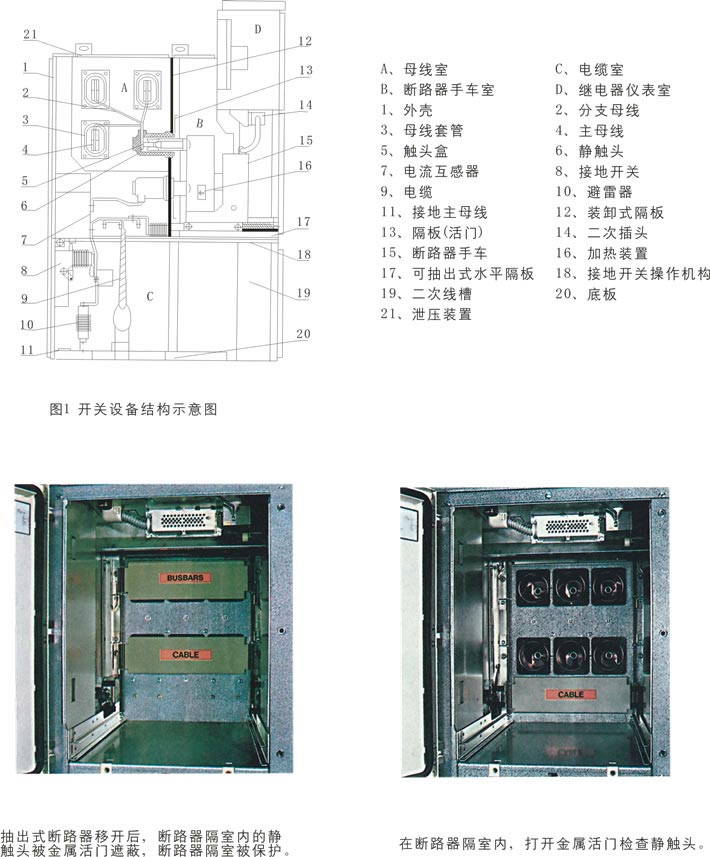 21
1
2
3
4
5
6
7
8
9
10
11
A
B
C
D
12
13
14
15
16
17
18
19
20
A、母线室 C、电缆室
B、断路器手车室 D、继电器仪表室
1、外壳 2、分支母线
3、母线套管 4、主母线
5、触头盒 6、静触头
7、电流互感器 8、接地开关
9、电缆 10、避雷器
11、接地主母线 12、装卸式隔板
13、隔板(活门) 14、二次插头
15、断路器手车 16、加热装置
17、可抽出式水平隔板 18、接地开关操作机构
19、二次线槽 20、底板
21、泄压装置
图1 开关设备结构示意图
BUSBARS
CABLE
CABLE
抽出式断路器移开后，断路器隔室内的静
触头被金属活门遮蔽，断路器隔室被保护。
在断路器隔室内，打开金属活门检查静触头。